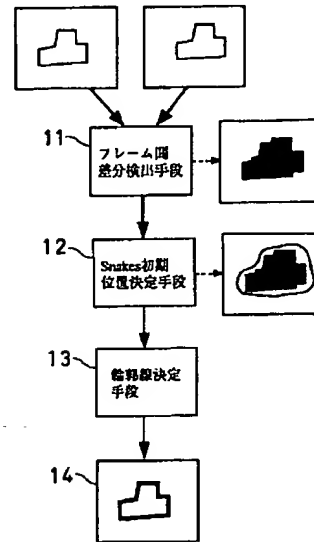 11
フレーム間
差分検出手段
12
Snakes初期
位置決定手段
13
輪郭線決定
手段
14